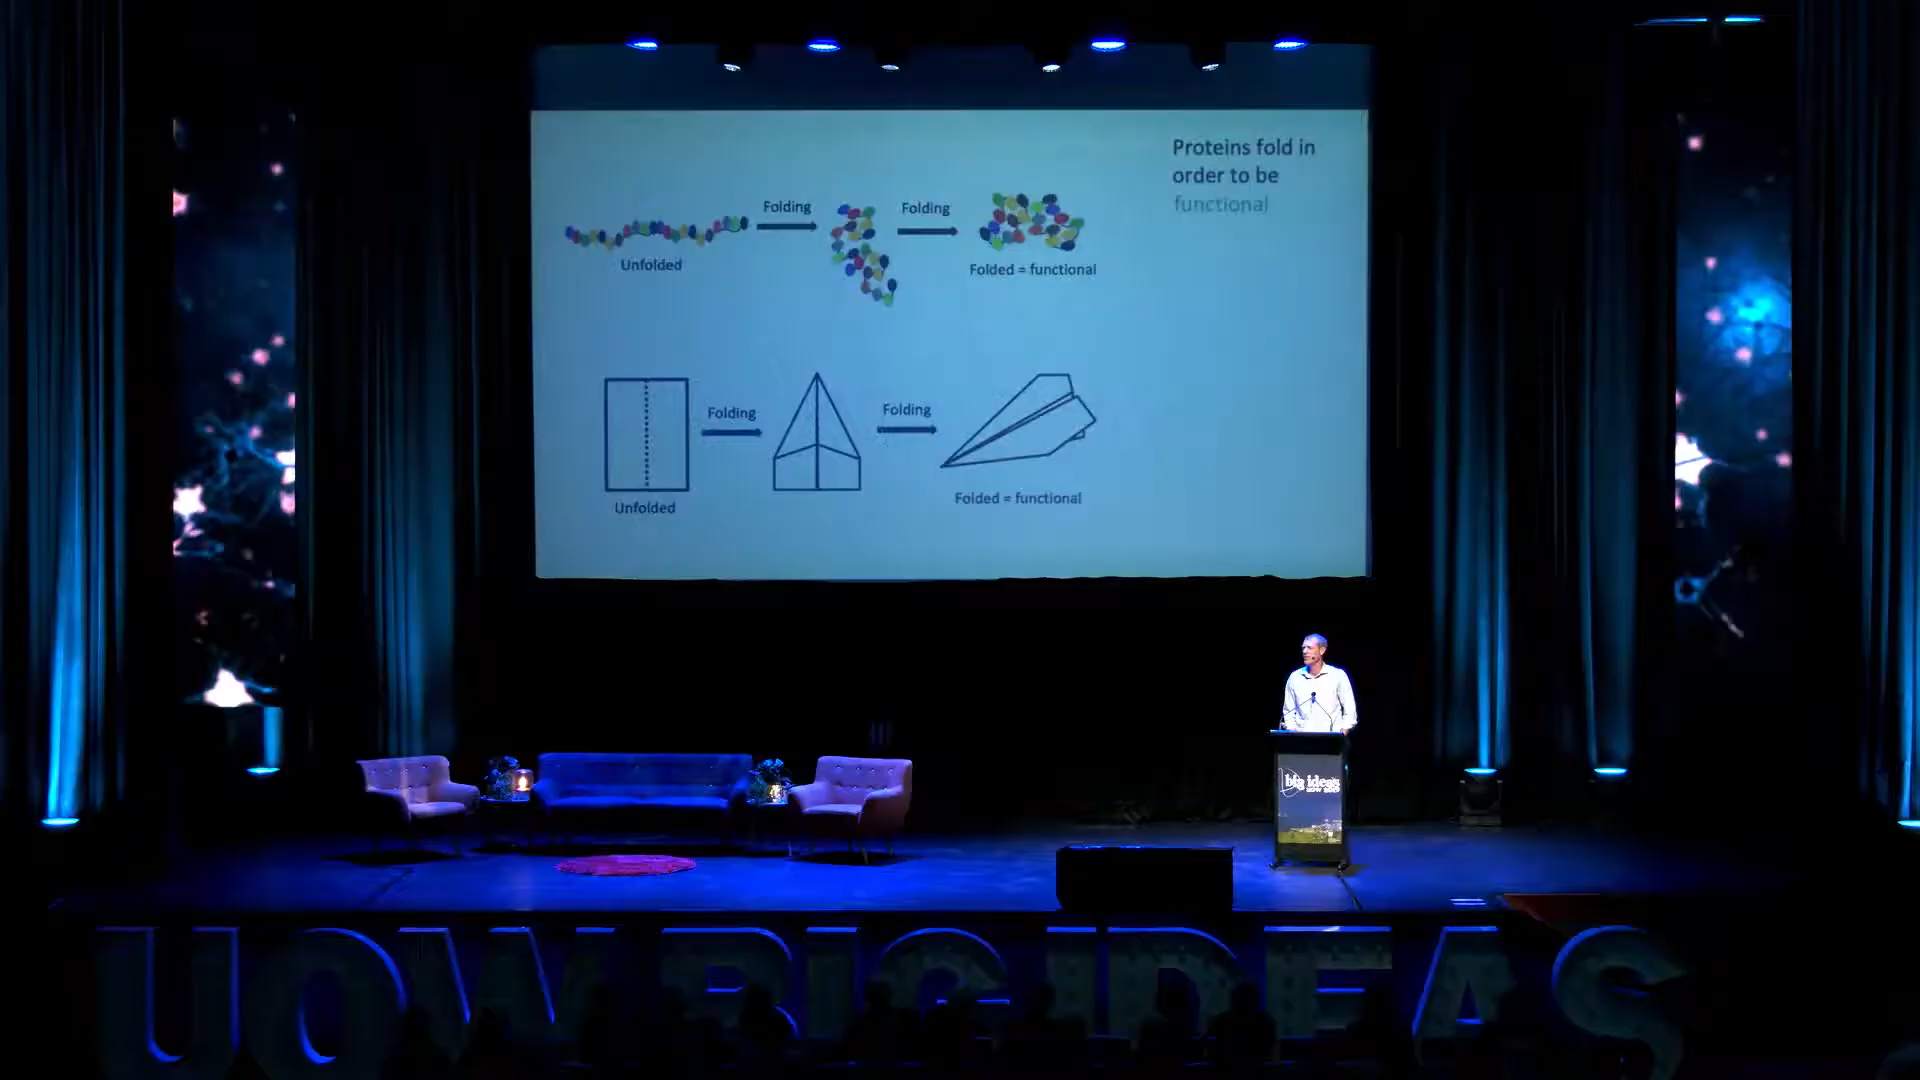 Proteins fold in
order to be
functional
Folding
Folding
Unfolded
Folded = functional
Folding
Folding
Unfolded
Folded = functional
big ideas
UOW BIG IDEAS